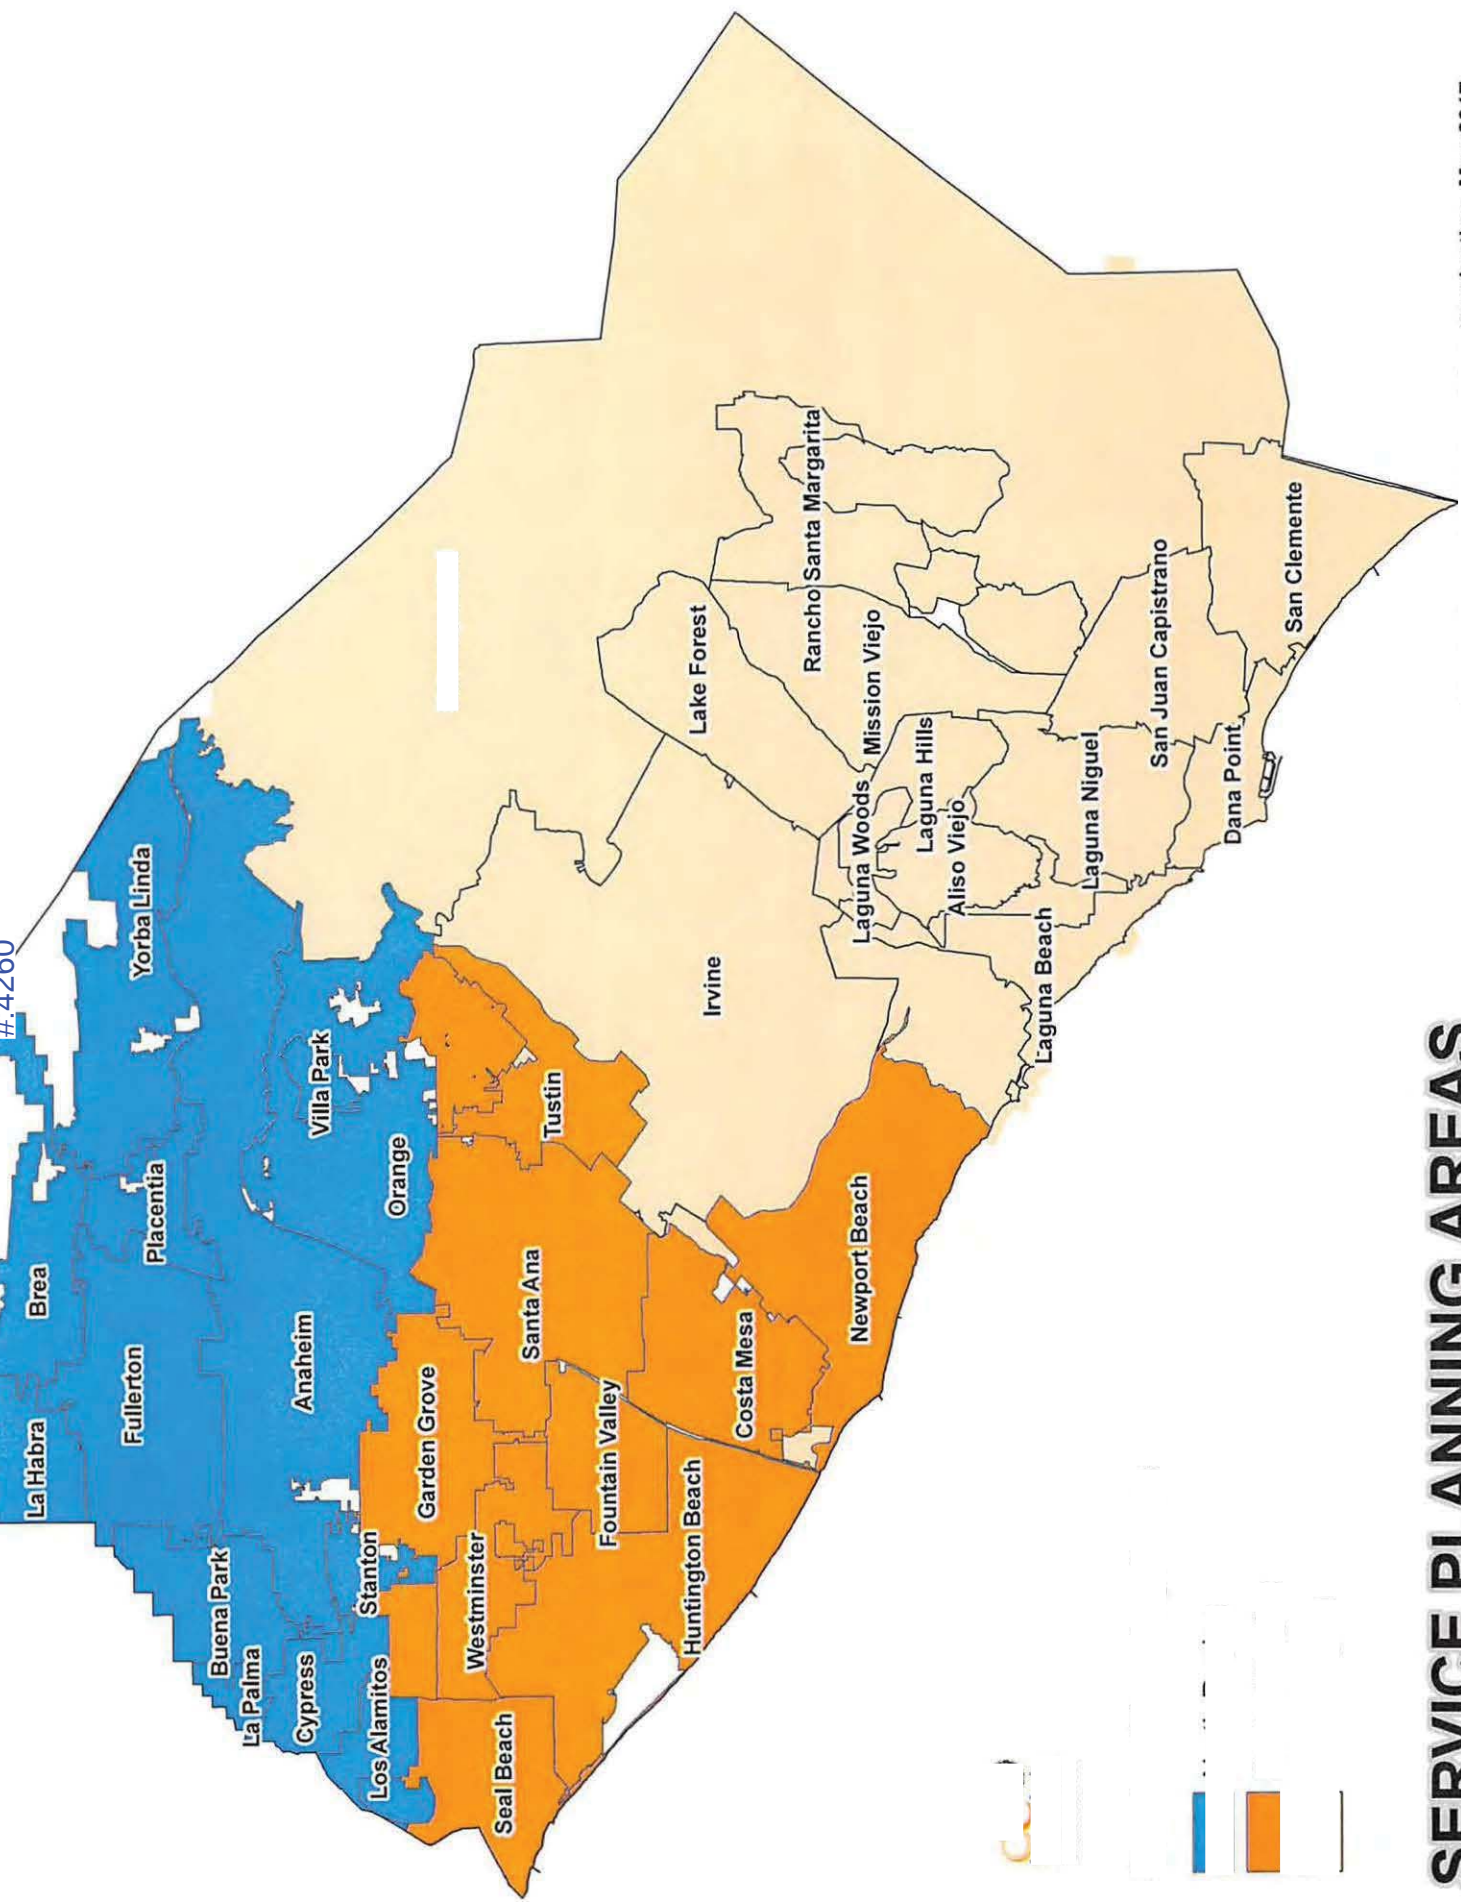 #:4260
La Habra
Brea
Fullerton
Placentia
Yorba Linda
Buena Park
La Palma
Anaheim
Villa Park
Cypress
Orange
Stanton
Los Alamitos
Garden Grove
Westminster
Santa Ana
Tustin
Seal Beach
Fountain Valley
Huntington Beach
Costa Mesa
Newport Beach
Irvine
Lake Forest
Rancho Santa Margarita
Mission Viejo
Laguna Woods
Laguna Hills
Aliso Viejo
Laguna Beach
Laguna Niguel
San Juan Capistrano
Dana Point
San Clemente
SERVICE PLANNING AREAS